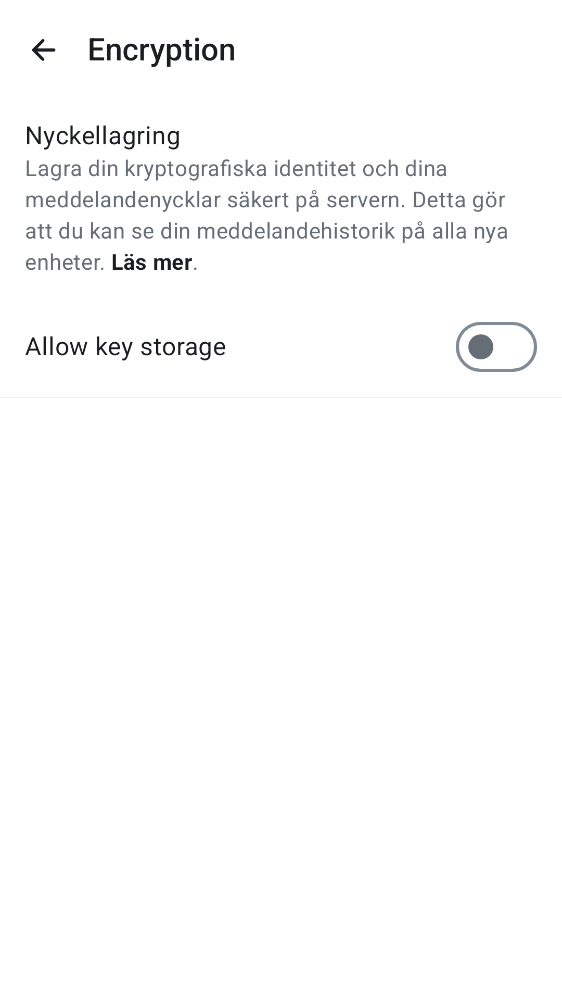 Encryption
Nyckellagring
Lagra din kryptografiska identitet och dina
meddelandenycklar säkert på servern. Detta gör
att du kan se din meddelandehistorik på alla nya
enheter. Läs mer.
Allow key storage